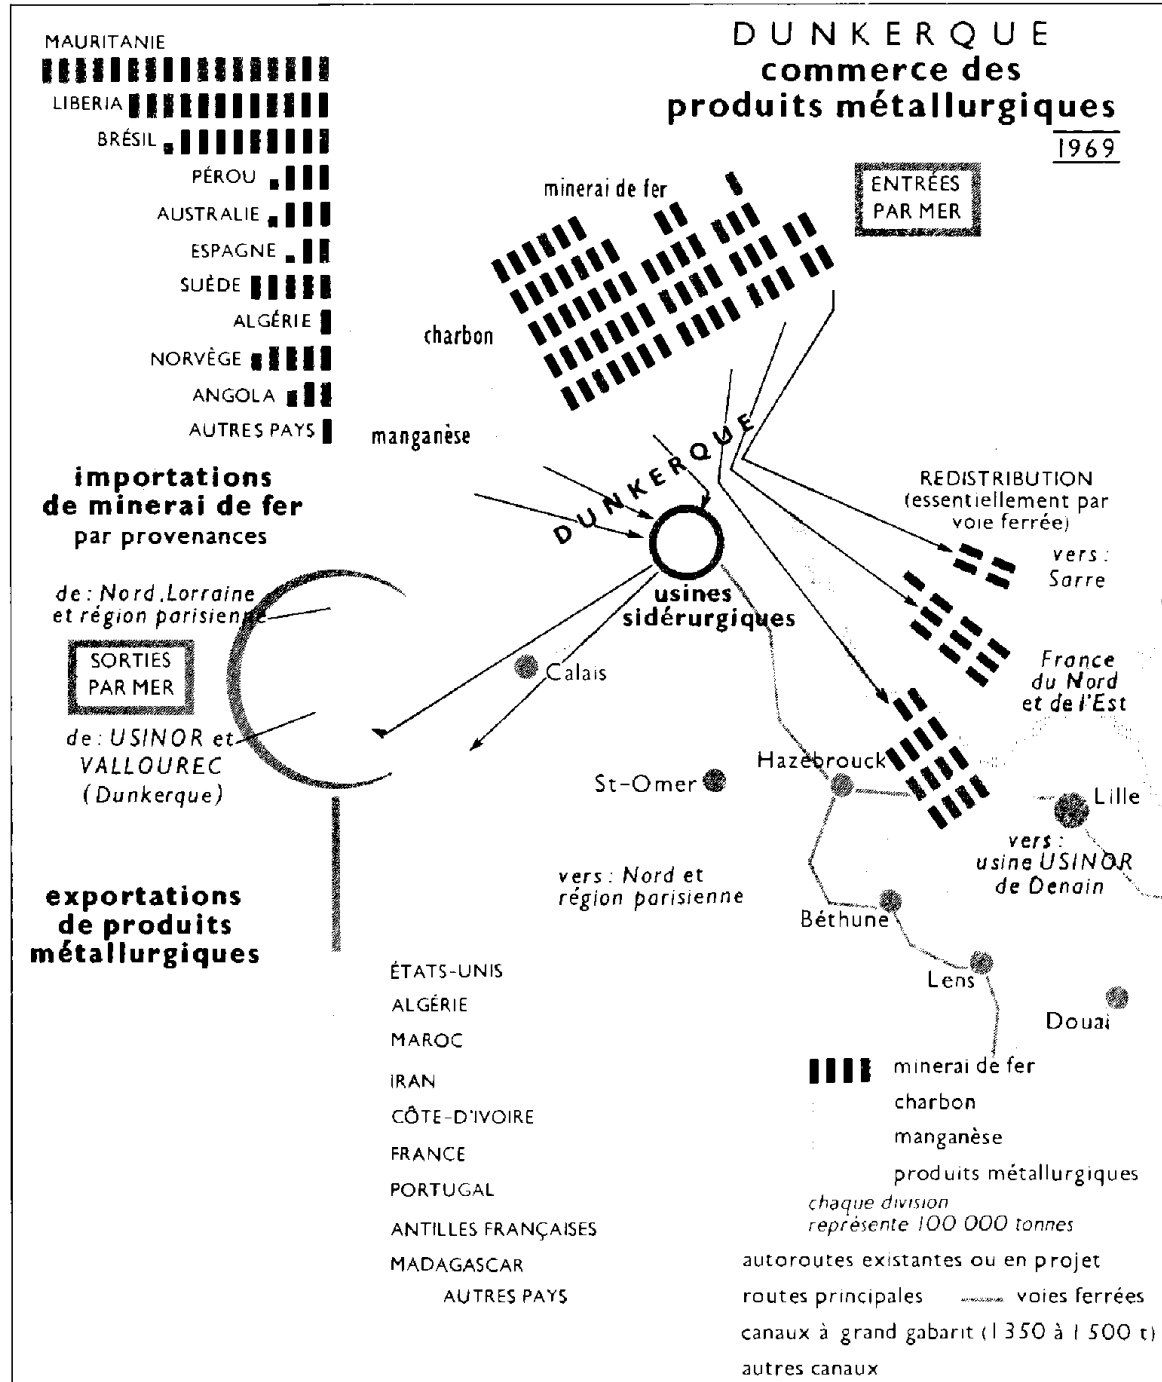 DUNKERQUE
commerce des
produits métallurgiques
1969
MAURITANIE
LIBERIA
BRÉSIL
PÉROU
AUSTRALIE
ESPAGNE
SUÈDE
ALGÉRIE
NORVÈGE
ANGOLA
AUTRES PAYS
importations
de minerai de fer
par provenances
minerai de fer
charbon
manganèse
ENTRÉES
PAR MER
DUNKERQUE
usines
sidérurgiques
REDISTRIBUTION
(essentiellement par
voie ferrée)
vers :
Sarre
France
du Nord
et de l'Est
vers :
usine USINOR
de Denain
de : Nord, Lorraine
et région parisienne
SORTIES
PAR MER
de : USINOR et
VALLOUREC
(Dunkerque)
exportations
de produits
métallurgiques
Calais
St-Omer
Hazebrouck
Lille
Béthune
Lens
Douai
vers : Nord et
région parisienne
ÉTATS-UNIS
ALGÉRIE
MAROC
IRAN
CÔTE-D'IVOIRE
FRANCE
PORTUGAL
ANTILLES FRANÇAISES
MADAGASCAR
AUTRES PAYS
minerai de fer
charbon
manganèse
produits métallurgiques
chaque division
représente 100 000 tonnes
autoroutes existantes ou en projet
routes principales voies ferrées
canaux à grand gabarit (1 350 à 1 500 t)
autres canaux